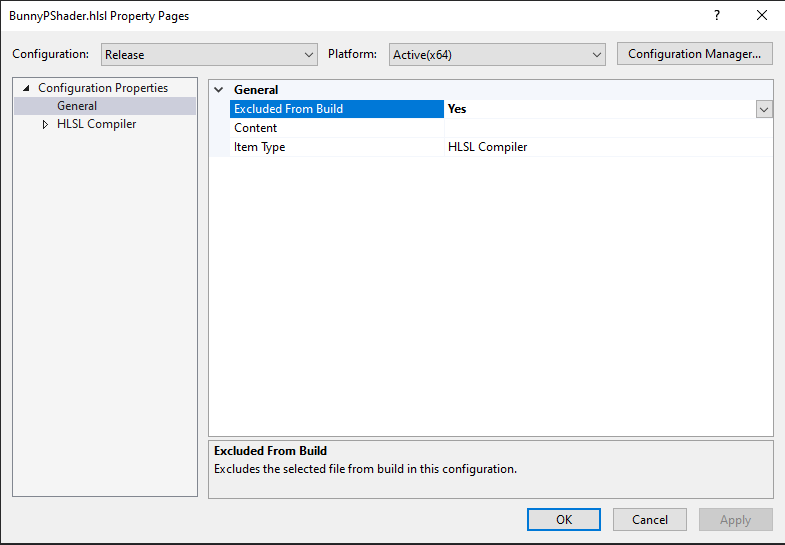 BunnyPShader.hlsl Property Pages
?
Configuration: Release Platform: Active(x64) Configuration Manager...
Configuration Properties
General
HLSL Compiler
General
Excluded From Build Yes
Content
Item Type HLSL Compiler
Excluded From Build
Excludes the selected file from build in this configuration.
OK Cancel Apply